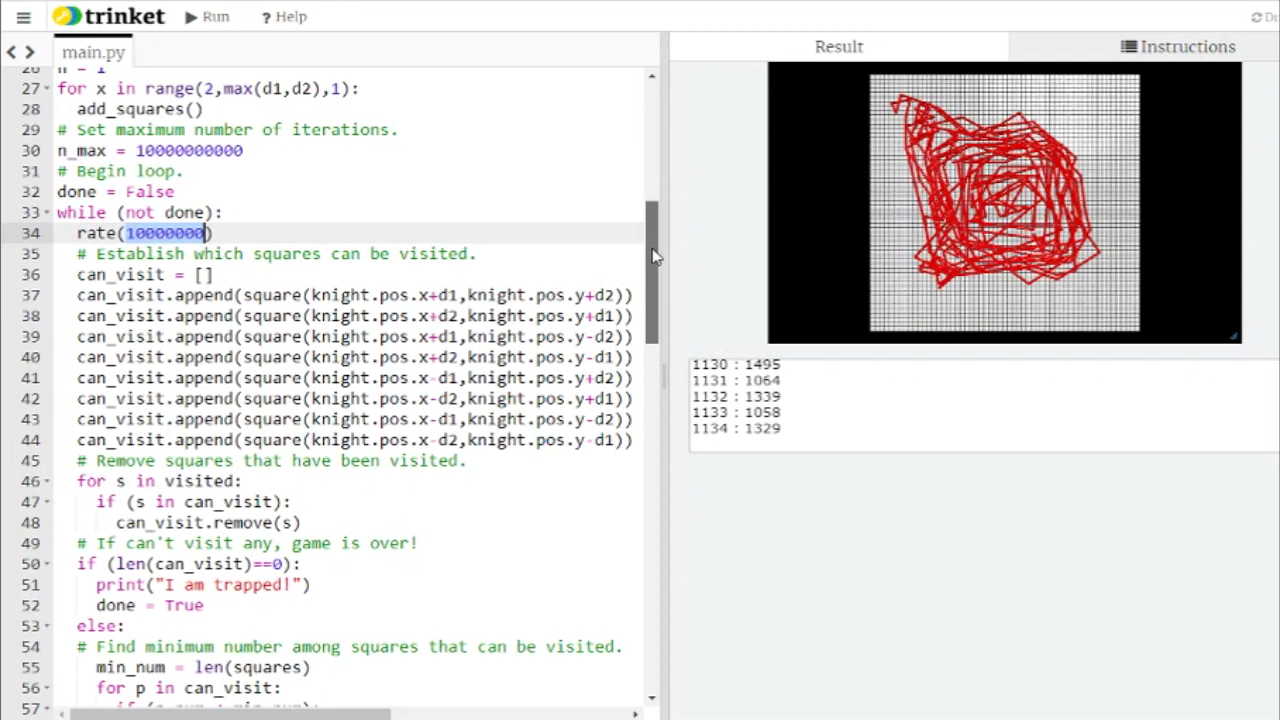 trinket
Run
? Help
main.py
Result
Instructions
26 n = 1
27 for x in range(2,max(d1,d2),1):
28 add_squares()
29 # Set maximum number of iterations.
30 n_max = 10000000000
31 # Begin loop.
32 done = False
33 while (not done):
34 rate(10000000)
35 # Establish which squares can be visited.
36 can_visit = []
37 can_visit.append(square(knight.pos.x+d1,knight.pos.y+d2))
38 can_visit.append(square(knight.pos.x+d2,knight.pos.y+d1))
39 can_visit.append(square(knight.pos.x+d1,knight.pos.y-d2))
40 can_visit.append(square(knight.pos.x+d2,knight.pos.y-d1))
41 can_visit.append(square(knight.pos.x-d1,knight.pos.y+d2))
42 can_visit.append(square(knight.pos.x-d2,knight.pos.y+d1))
43 can_visit.append(square(knight.pos.x-d1,knight.pos.y-d2))
44 can_visit.append(square(knight.pos.x-d2,knight.pos.y-d1))
45 # Remove squares that have been visited.
46 for s in visited:
47 if (s in can_visit):
48 can_visit.remove(s)
49 # If can't visit any, game is over!
50 if (len(can_visit)==0):
51 print("I am trapped!")
52 done = True
53 else:
54 # Find minimum number among squares that can be visited.
55 min_num = len(squares)
56 for p in can_visit:
57
1130 : 1495
1131 : 1064
1132 : 1339
1133 : 1058
1134 : 1329